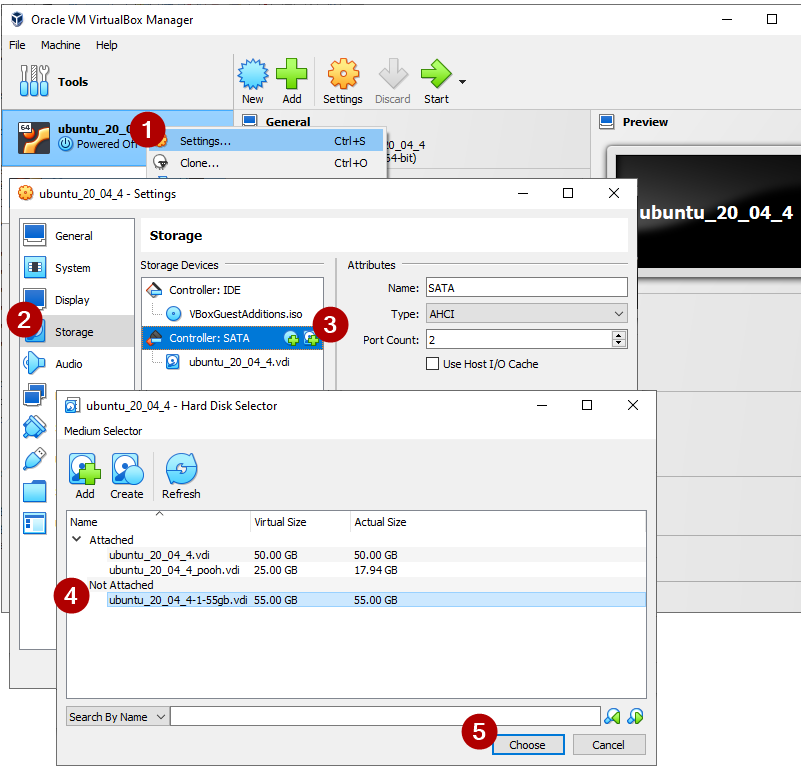 Oracle VM VirtualBox Manager
File Machine Help
Tools
New Add Settings Discard Start
64
ubuntu_20_0
Powered Off
1
Settings... Ctrl+S
Clone... Ctrl+O
General
20_04_4
64-bit)
Preview
ubuntu_20_04_4
ubuntu_20_04_4 - Settings
General
System
Display
2
Storage
Audio
Storage
Storage Devices
Controller: IDE
VBoxGuestAdditions.iso
Controller: SATA
3
ubuntu_20_04_4.vdi
Attributes
Name: SATA
Type: AHCI
Port Count: 2
Use Host I/O Cache
ubuntu_20_04_4 - Hard Disk Selector
Medium Selector
Add Create Refresh
Name Virtual Size Actual Size
Attached
ubuntu_20_04_4.vdi 50.00 GB 50.00 GB
ubuntu_20_04_4_pooh.vdi 25.00 GB 17.94 GB
Not Attached
4
ubuntu_20_04_4-1-55gb.vdi 55.00 GB 55.00 GB
Search By Name
5
Choose Cancel